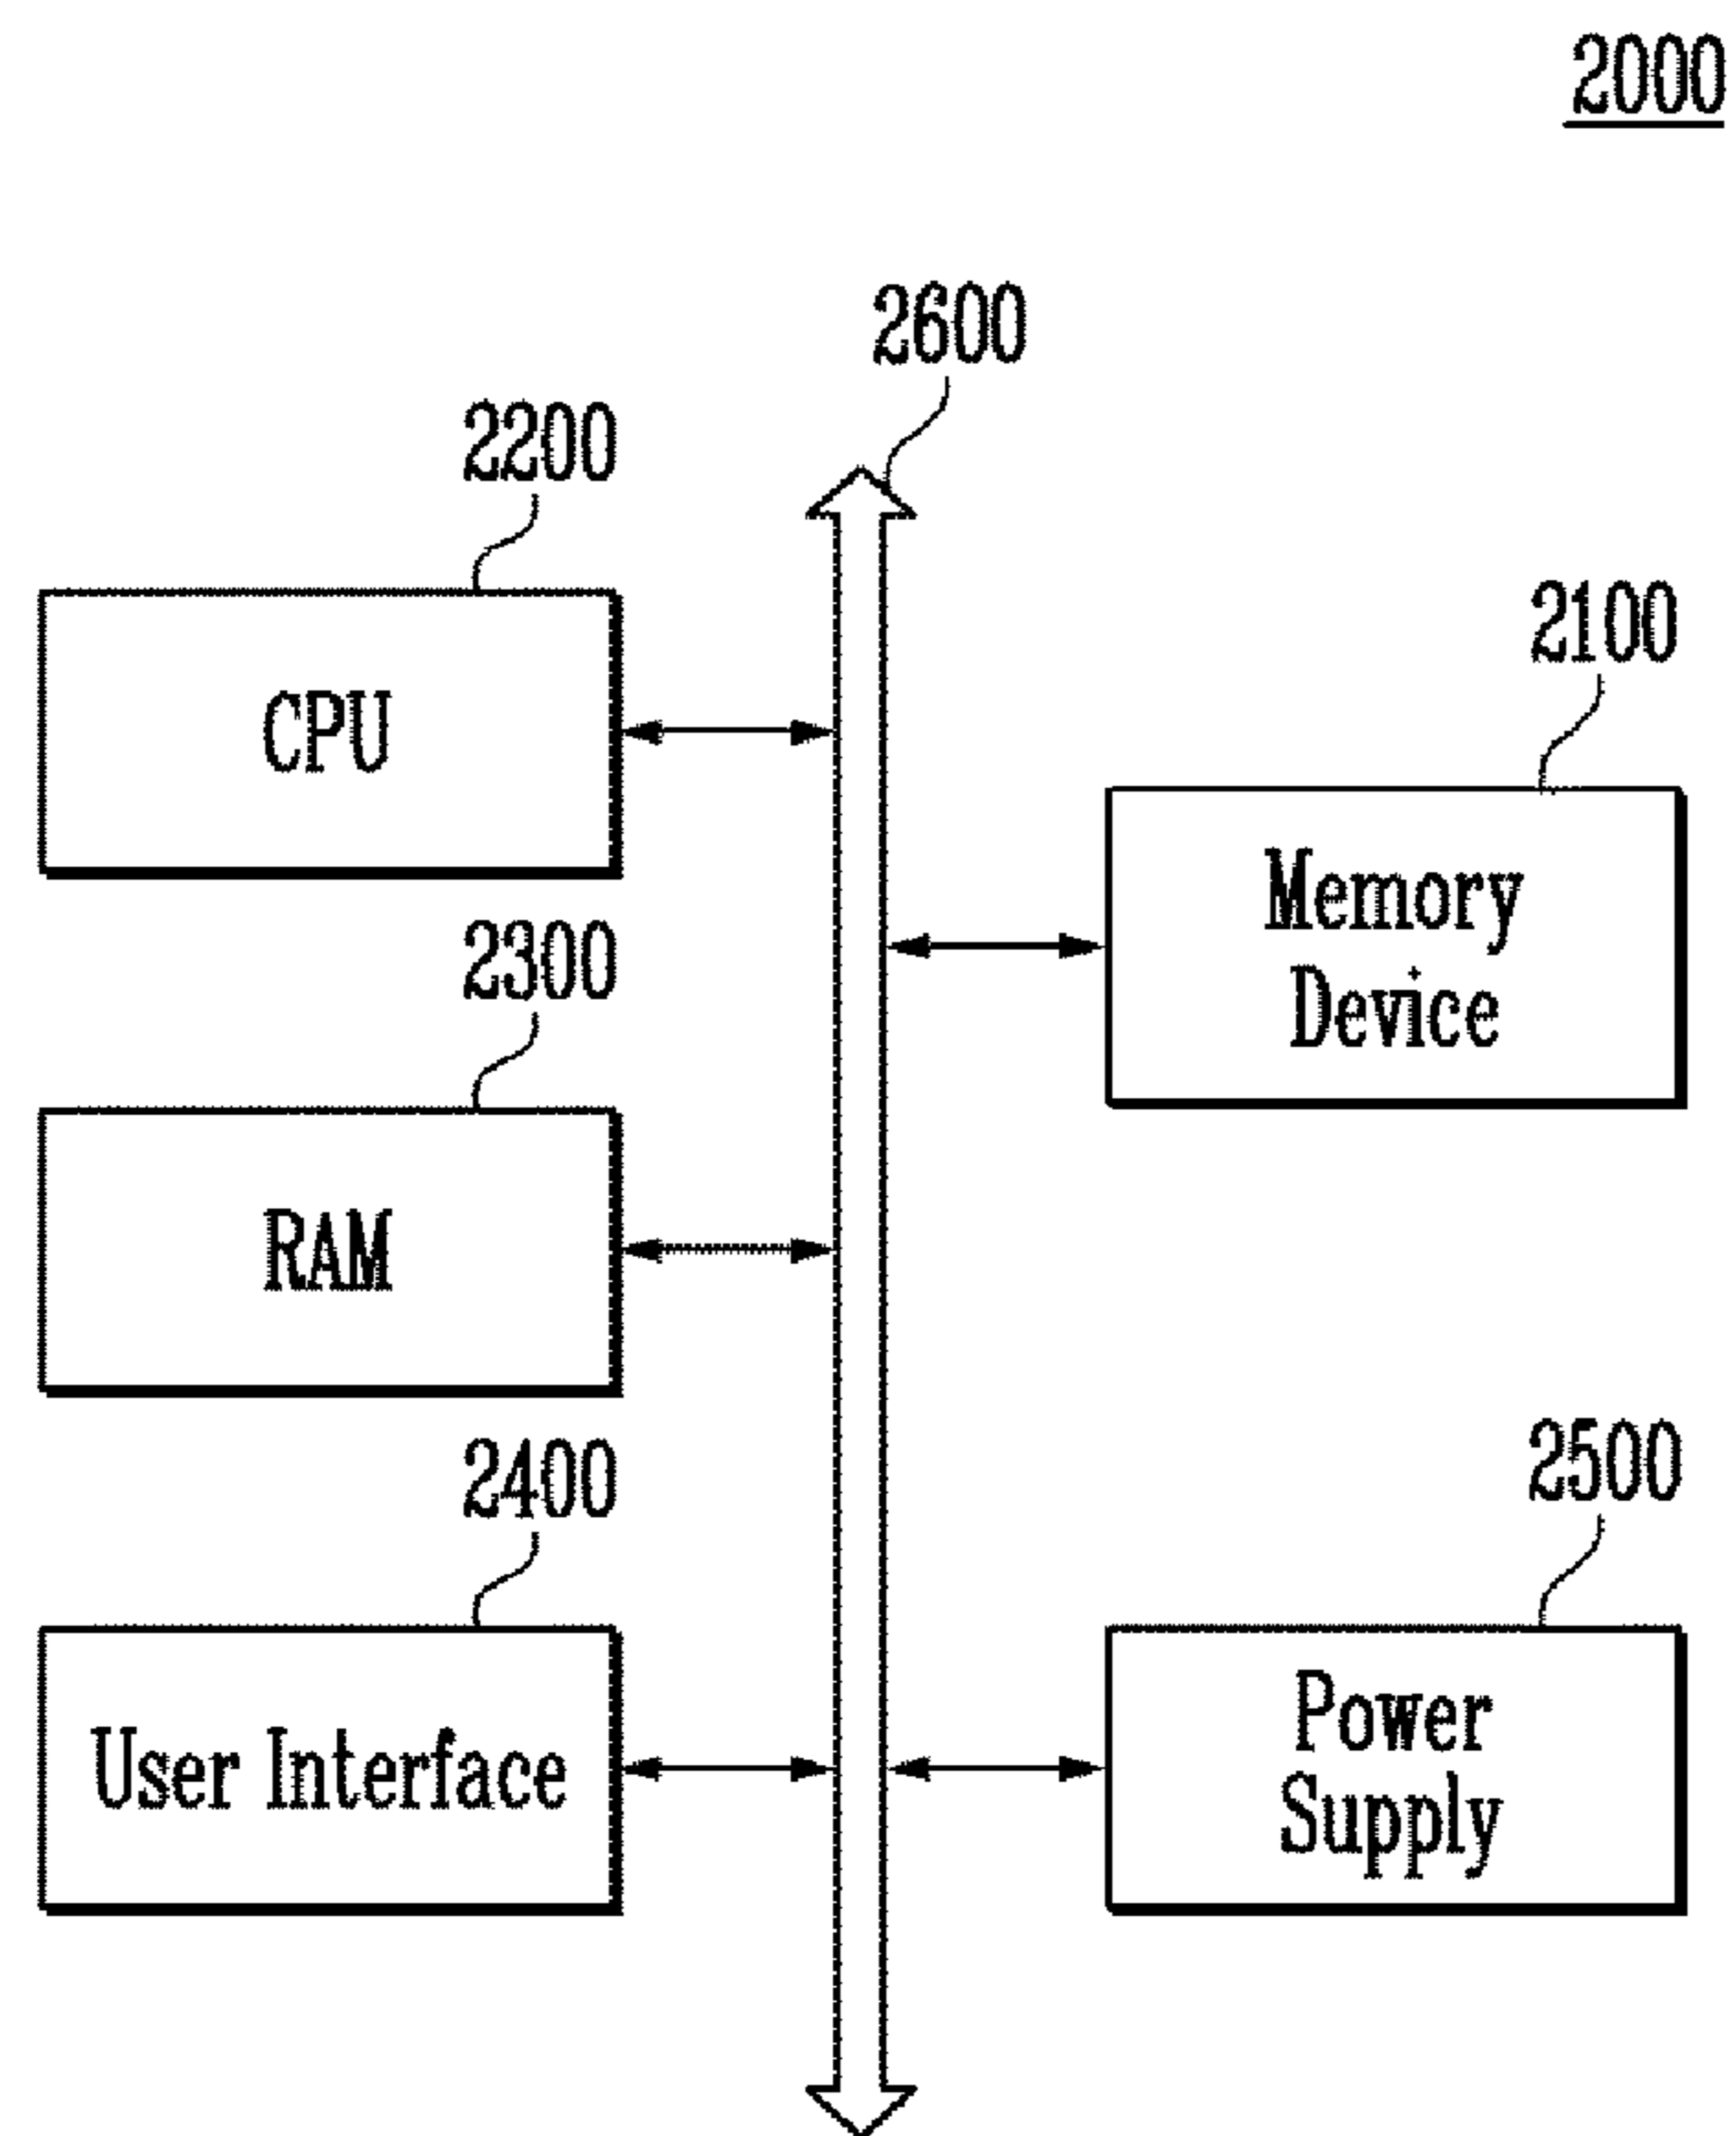 2000
2600
2200
CPU
2100
Memory
Device
2300
RAM
2400
User Interface
2500
Power
Supply